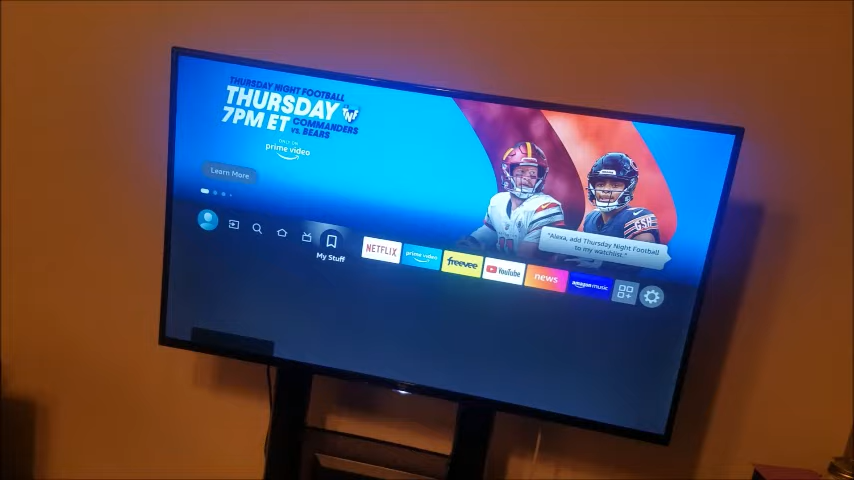 THURSDAY NIGHT FOOTBALL
THURSDAY
TNF
7PM ET
COMMANDERS
VS. BEARS
ONLY ON
prime video
Learn More
"Alexa, add Thursday Night Football
to my watchlist."
My Stuff
NETFLIX
prime video
freevee
YouTube
news
amazon music
GSH